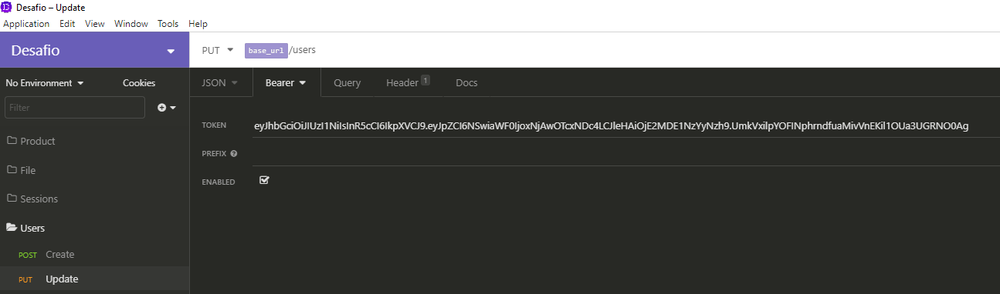 Desafio – Update
Application Edit View Window Tools Help
Desafio
PUT base_url/users
No Environment Cookies
JSON Bearer Query Header 1 Docs
Filter
TOKEN eyJhbGciOiJIUzI1NiIsInR5cCI6IkpXVCJ9.eyJpZCI6NSwiaWF0IjoxNjAwOTcxNDc4LCJleHAiOjE2MDE1NzYyNzh9.UmkVxilpYOFINphrndfuaMivVnEKil1OUa3UGRNO0Ag
Product
PREFIX
File
ENABLED
Sessions
Users
POST Create
PUT Update